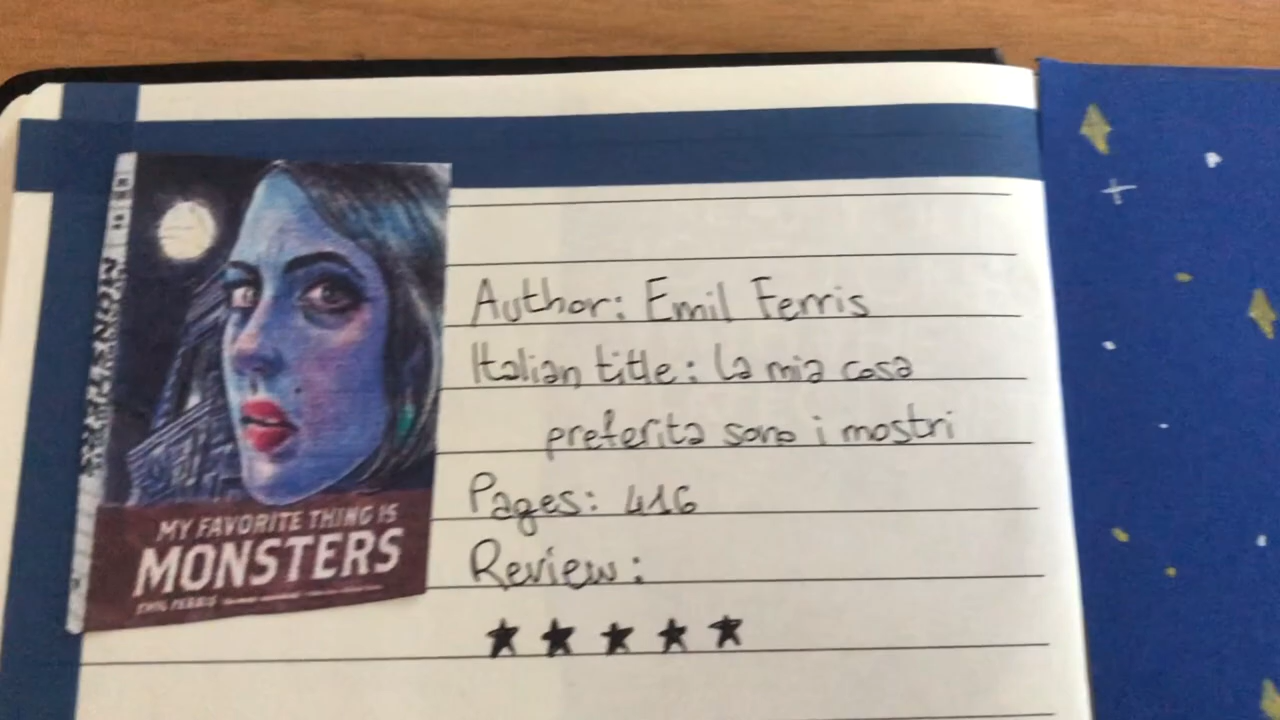 Author: Emil Ferris
Italian title: la mia cosa
preferita sono i mostri
Pages: 416
Review:
MY FAVORITE THING IS
MONSTERS
EMIL FERRIS